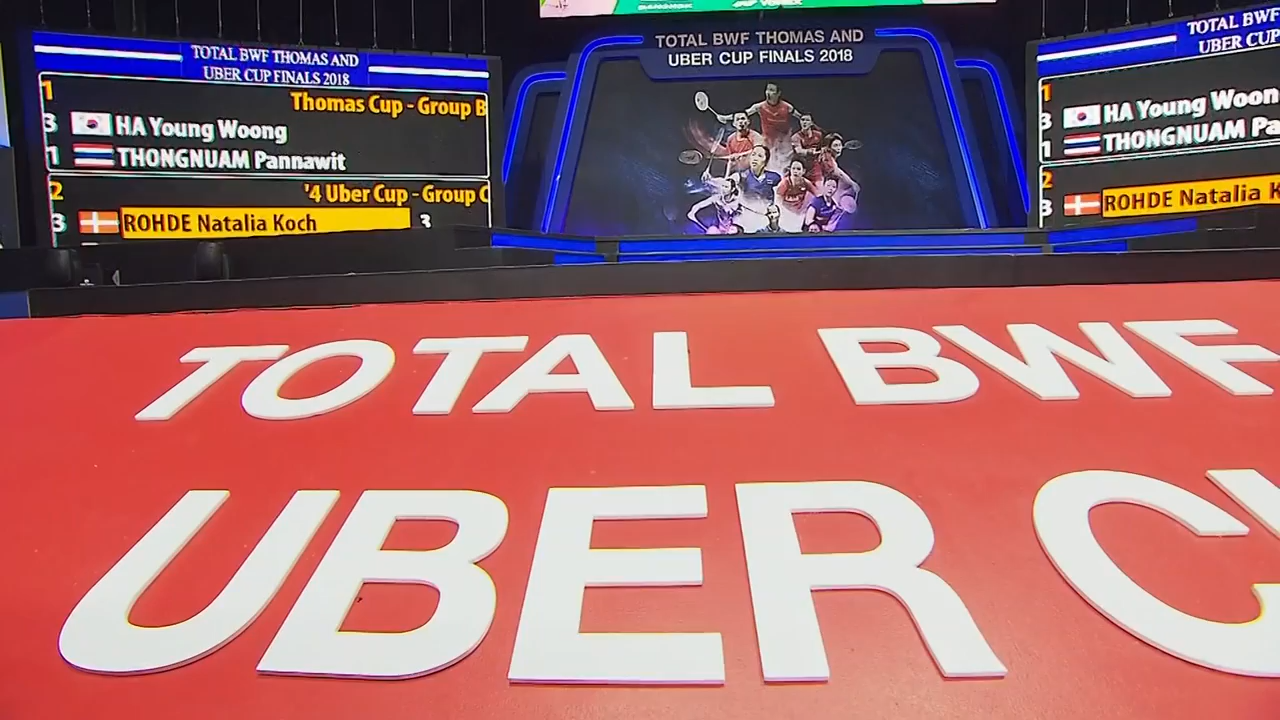 TOTAL BWF THOMAS AND
UBER CUP FINALS 2018
1
Thomas Cup - Group B
3 HA Young Woong
1 THONGNUAM Pannawit
2
'4 Uber Cup - Group C
3 ROHDE Natalia Koch 3
TOTAL BWF THOMAS AND
UBER CUP FINALS 2018
TOTAL BWF
UBER CUP
1
3 HA Young Woon
1 THONGNUAM Pa
2
3 ROHDE Natalia K
TOTAL BWF
UBER C